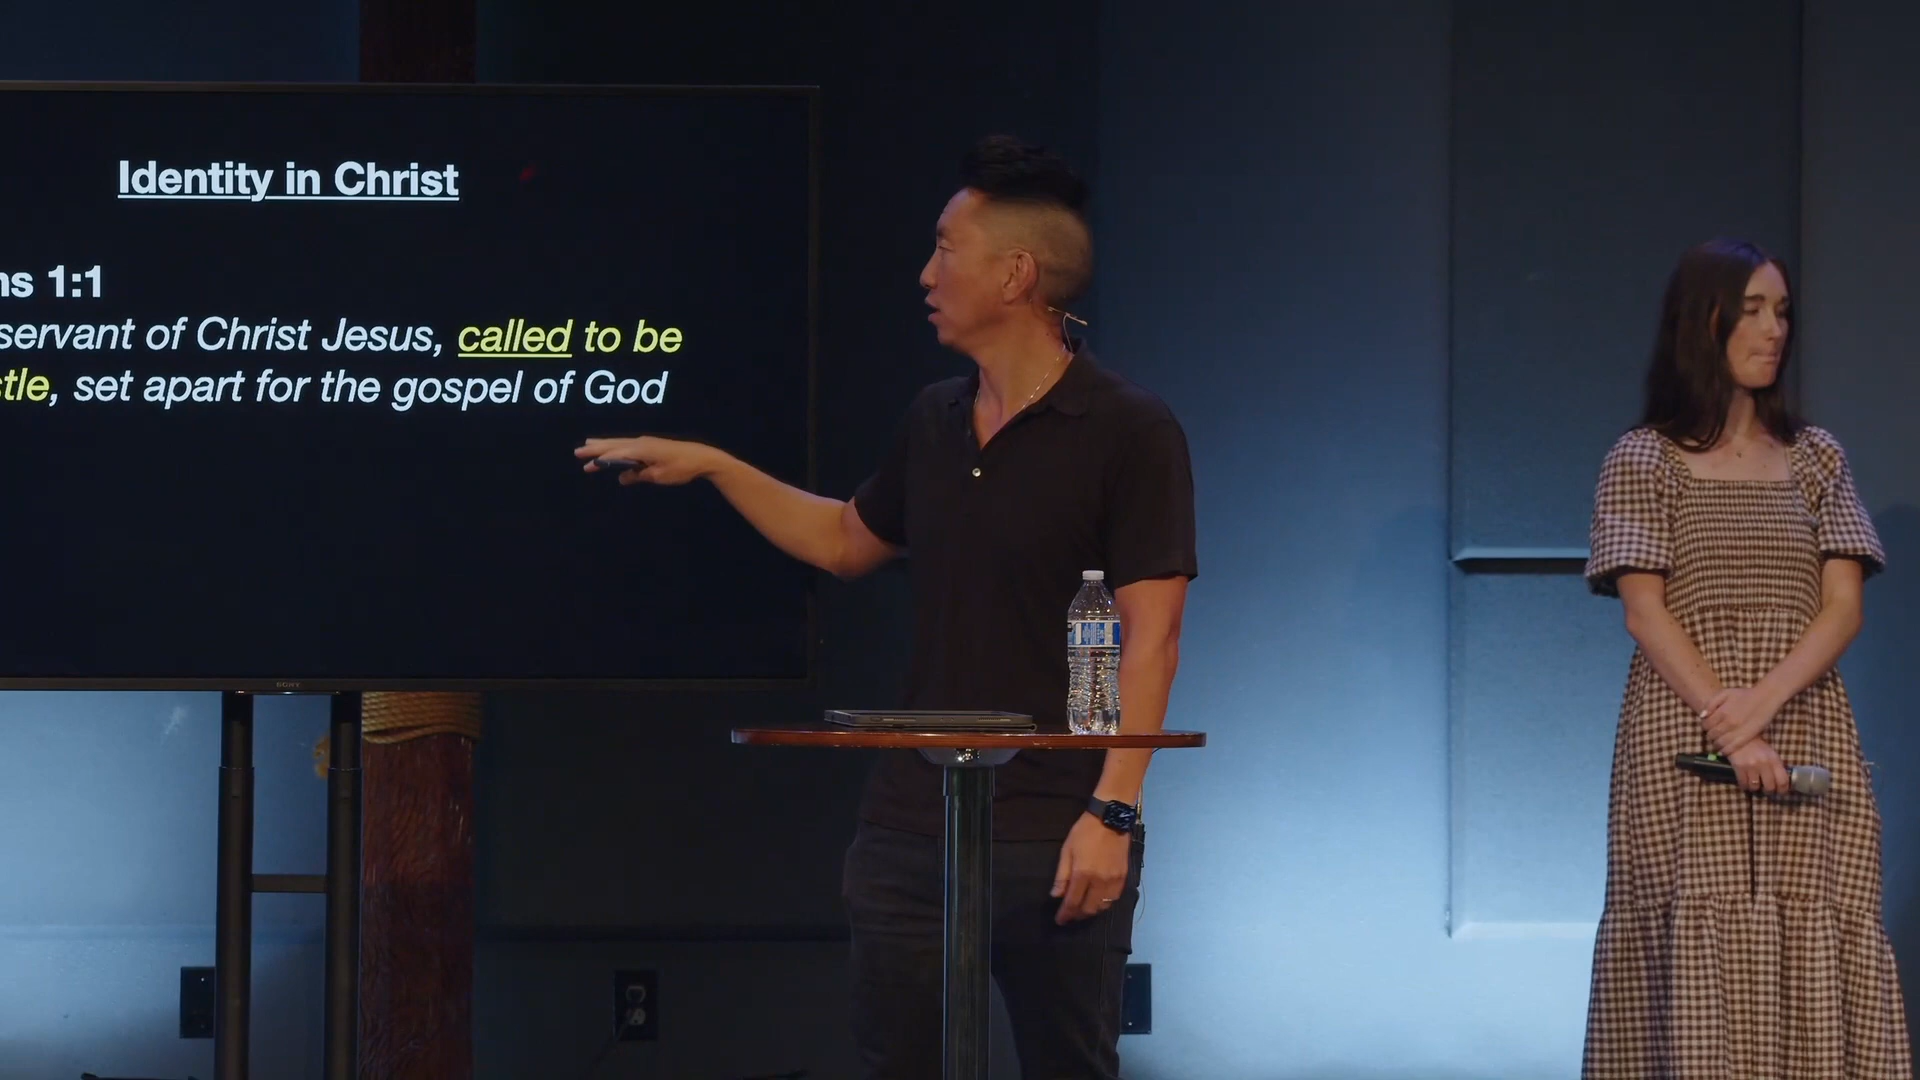 Identity in Christ
ns 1:1
servant of Christ Jesus, called to be
stle, set apart for the gospel of God
SONY